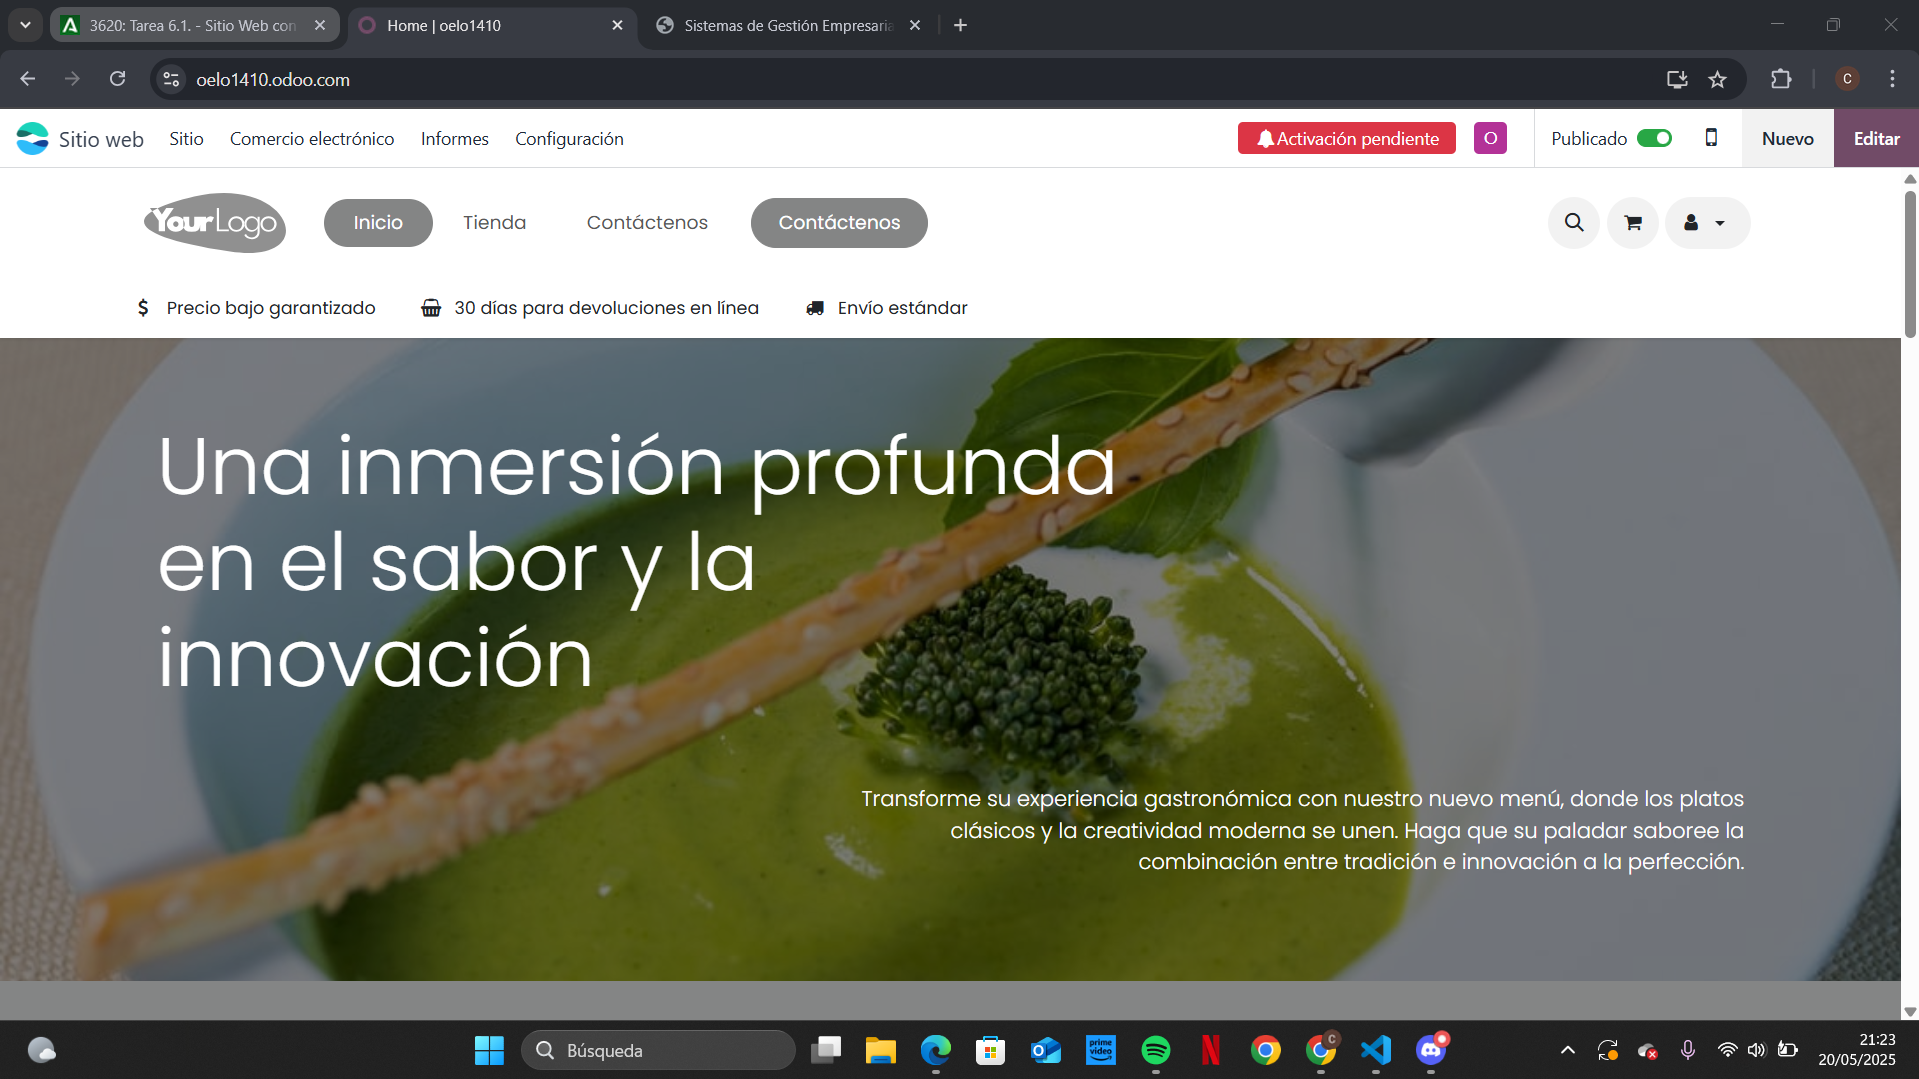 3620: Tarea 6.1. - Sitio Web con
Home | oelo1410
Sistemas de Gestión Empresaria
oelo1410.odoo.com
C
Sitio web
Sitio
Comercio electrónico
Informes
Configuración
Activación pendiente
O
Publicado
Nuevo
Editar
YourLogo
Inicio
Tienda
Contáctenos
Contáctenos
Precio bajo garantizado
30 días para devoluciones en línea
Envío estándar
Una inmersión profunda
en el sabor y la
innovación
Transforme su experiencia gastronómica con nuestro nuevo menú, donde los platos
clásicos y la creatividad moderna se unen. Haga que su paladar saboree la
combinación entre tradición e innovación a la perfección.
Búsqueda
prime video
C
21:23
20/05/2025